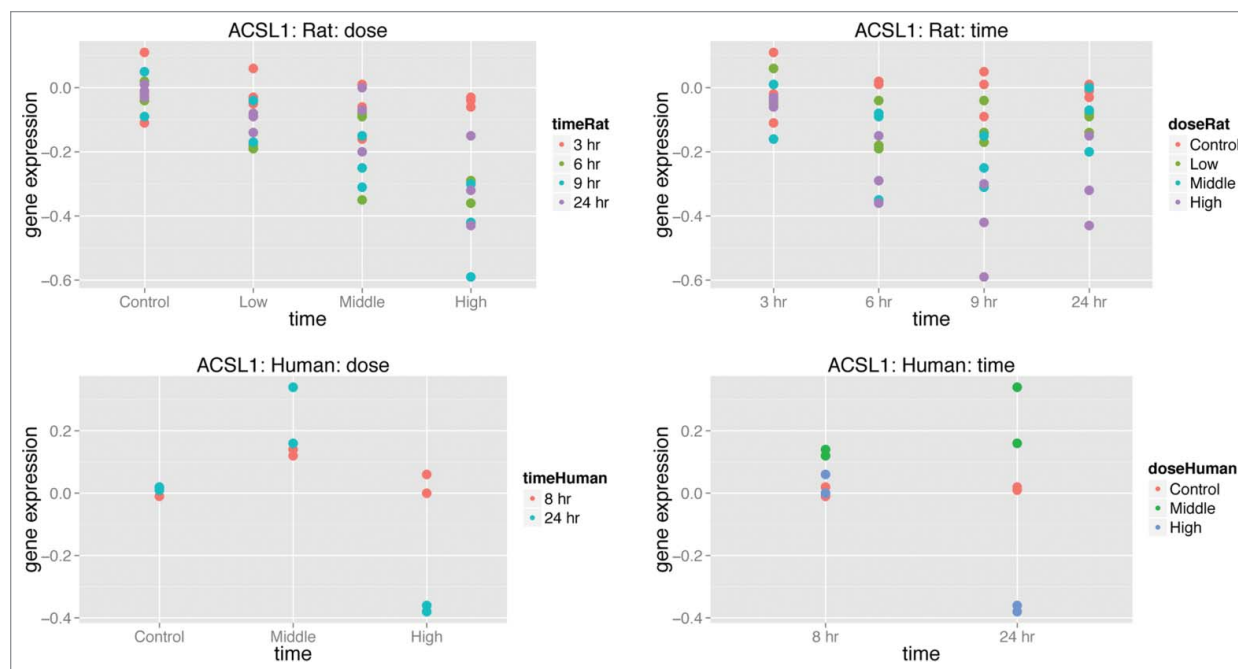 ACSL1: Rat: dose
gene expression
0.0
−0.2
−0.4
−0.6
Control Low Middle High
time
timeRat
3 hr
6 hr
9 hr
24 hr
ACSL1: Rat: time
gene expression
0.0
−0.2
−0.4
−0.6
3 hr 6 hr 9 hr 24 hr
time
doseRat
Control
Low
Middle
High
ACSL1: Human: dose
gene expression
0.2
0.0
−0.2
−0.4
Control Middle High
time
timeHuman
8 hr
24 hr
ACSL1: Human: time
gene expression
0.2
0.0
−0.2
−0.4
8 hr 24 hr
time
doseHuman
Control
Middle
High